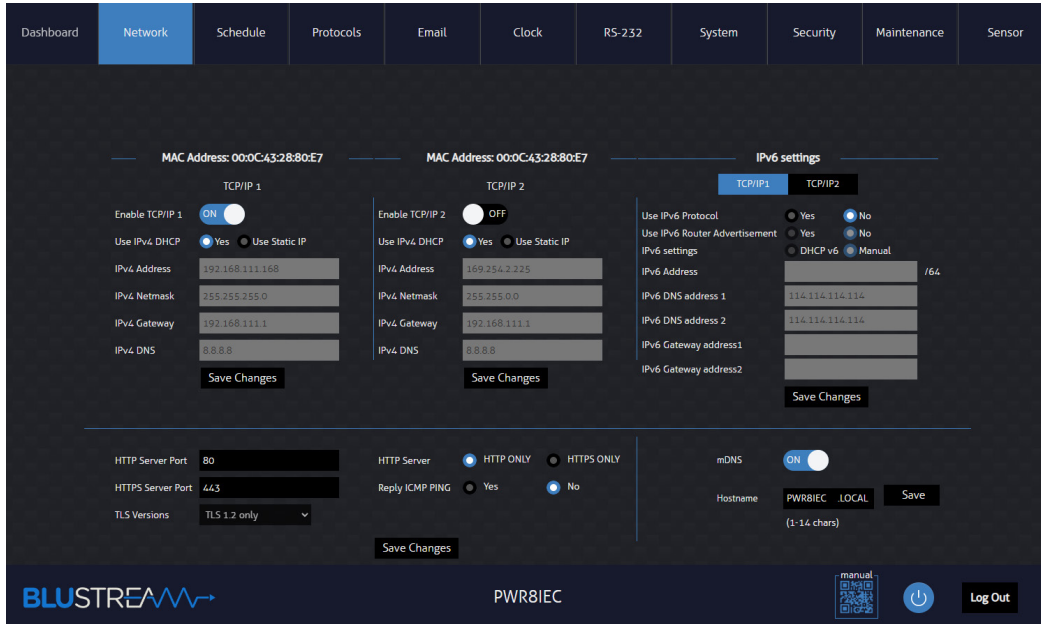 Dashboard Network Schedule Protocols Email Clock RS-232 System Security Maintenance Sensor
MAC Address: 00:0C:43:28:80:E7 MAC Address: 00:0C:43:28:80:E7 IPv6 settings
TCP/IP 1 TCP/IP 2 TCP/IP1 TCP/IP2
Enable TCP/IP 1 ON Enable TCP/IP 2 OFF Use IPv6 Protocol Yes No
Use IPv4 DHCP Yes Use Static IP Use IPv4 DHCP Yes Use Static IP Use IPv6 Router Advertisement Yes No
IPv6 settings DHCP v6 Manual
IPv4 Address 192.168.111.168 IPv4 Address 169.254.2.225 IPv6 Address /64
IPv4 Netmask 255.255.255.0 IPv4 Netmask 255.255.0.0 IPv6 DNS address 1 114.114.114.114
IPv4 Gateway 192.168.111.1 IPv4 Gateway 192.168.111.1 IPv6 DNS address 2 114.114.114.114
IPv4 DNS 8.8.8.8 IPv4 DNS 8.8.8.8 IPv6 Gateway address1
IPv6 Gateway address2
Save Changes Save Changes Save Changes
HTTP Server Port 80 HTTP Server HTTP ONLY HTTPS ONLY mDNS ON
HTTPS Server Port 443 Reply ICMP PING Yes No Hostname PWR8IEC .LOCAL Save
TLS Versions TLS 1.2 only (1-14 chars)
Save Changes
manual
BLUSTREAM PWR8IEC Log Out